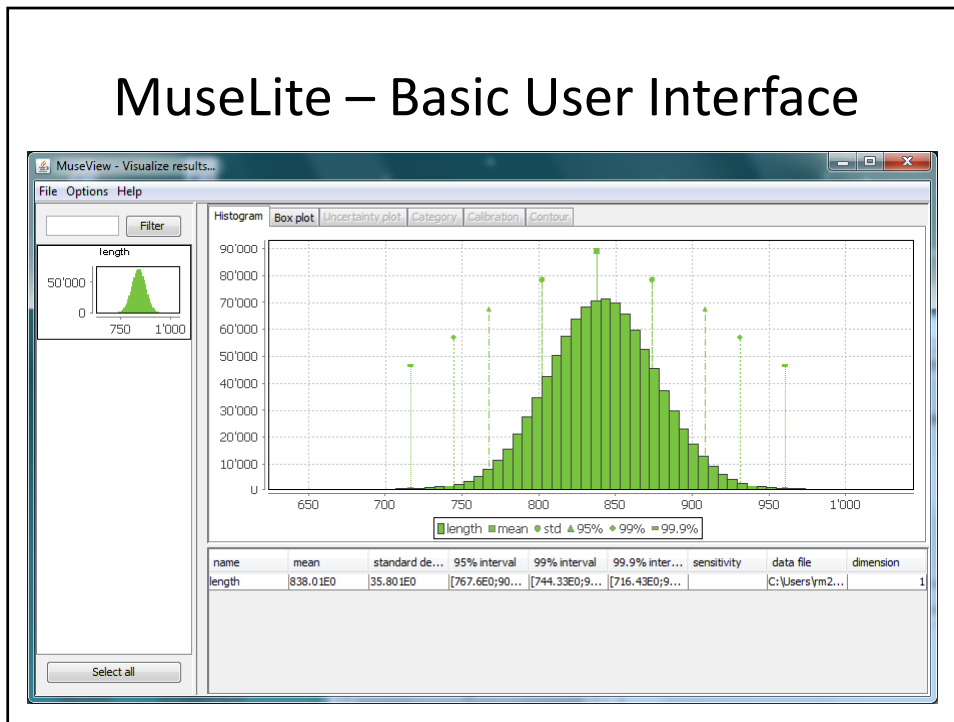 MuseLite – Basic User Interface
MuseView - Visualize results...
File Options Help
Filter
length
50'000
0
750 1'000
Select all
Histogram Box plot Uncertainty plot Category Calibration Contour
90'000
80'000
70'000
60'000
50'000
40'000
30'000
20'000
10'000
0
650 700 750 800 850 900 950 1'000
length mean std 95% 99% 99.9%
name mean standard de... 95% interval 99% interval 99.9% inter... sensitivity data file dimension
length 838.01E0 35.801E0 [767.6E0;90... [744.33E0;9... [716.43E0;9... C:\Users\rm2... 1